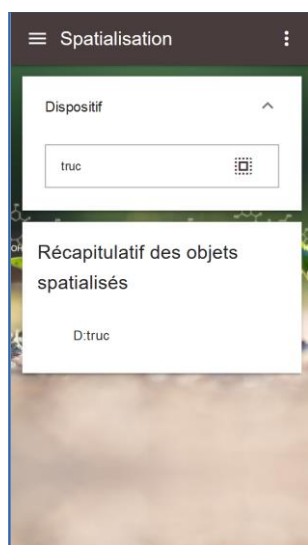 Spatialisation
Dispositif
truc
Récapitulatif des objets
spatialisés
D:truc